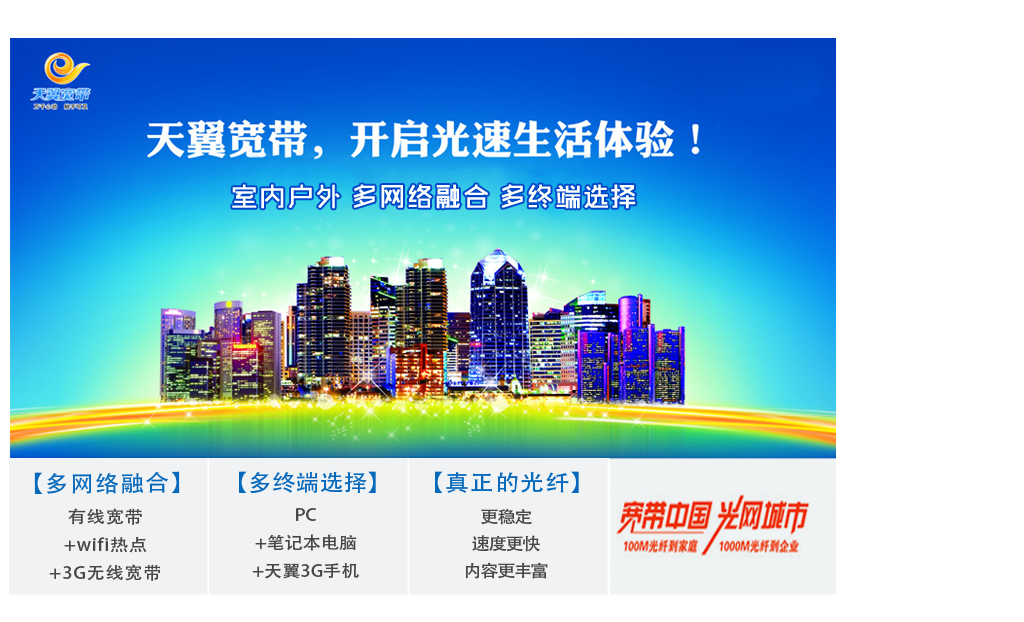 天翼宽带
天翼宽带，开启光速生活体验！
室内户外 多网络融合 多终端选择
【多网络融合】
有线宽带
+wifi热点
+3G无线宽带
【多终端选择】
PC
+笔记本电脑
+天翼3G手机
【真正的光纤】
更稳定
速度更快
内容更丰富
宽带中国 光网城市
100M光纤到家庭 1000M光纤到企业